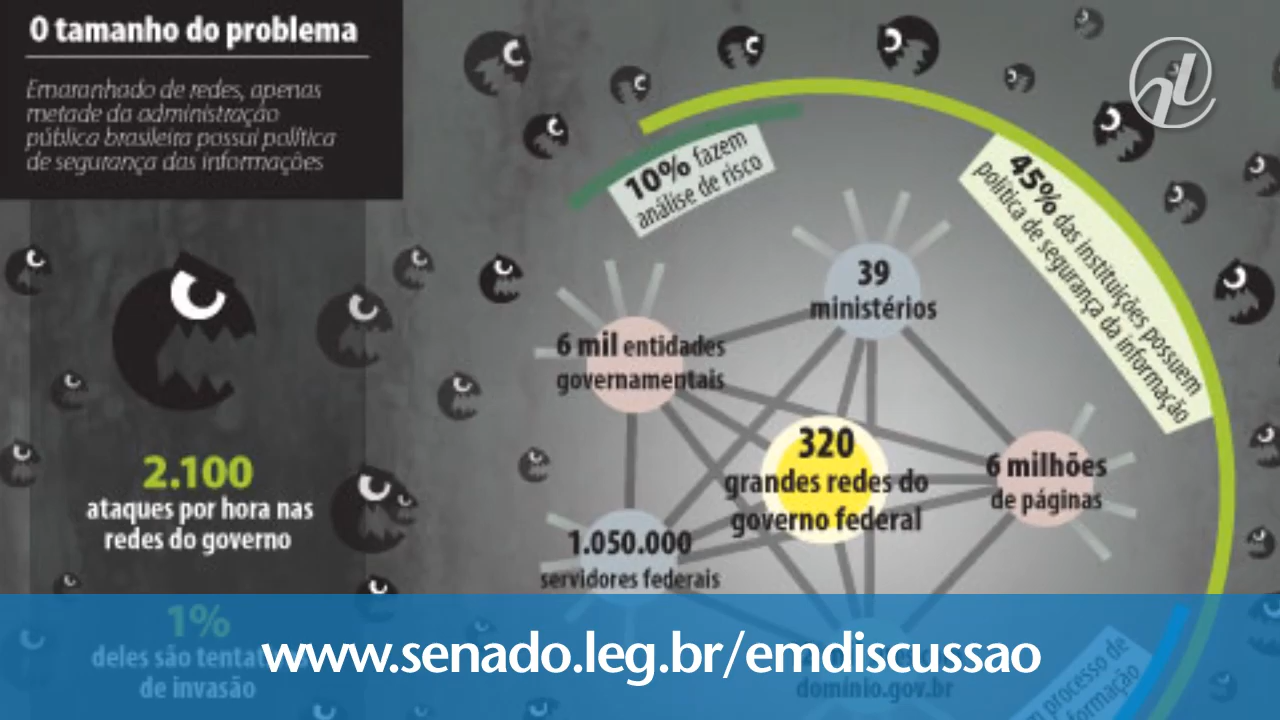 O tamanho do problema
Emaranhado de redes, apenas
metade da administração
pública brasileira possui política
de segurança das informações
10% fazem
análise de risco
45% das instituições possuem
política de segurança da informação
39
ministérios
6 mil entidades
governamentais
320
grandes redes do
governo federal
6 milhões
de páginas
2.100
ataques por hora nas
redes do governo
1.050.000
servidores federais
1%
deles são
de invasão
www.senado.leg.br/emdiscussao
domínio.gov.br
processo de